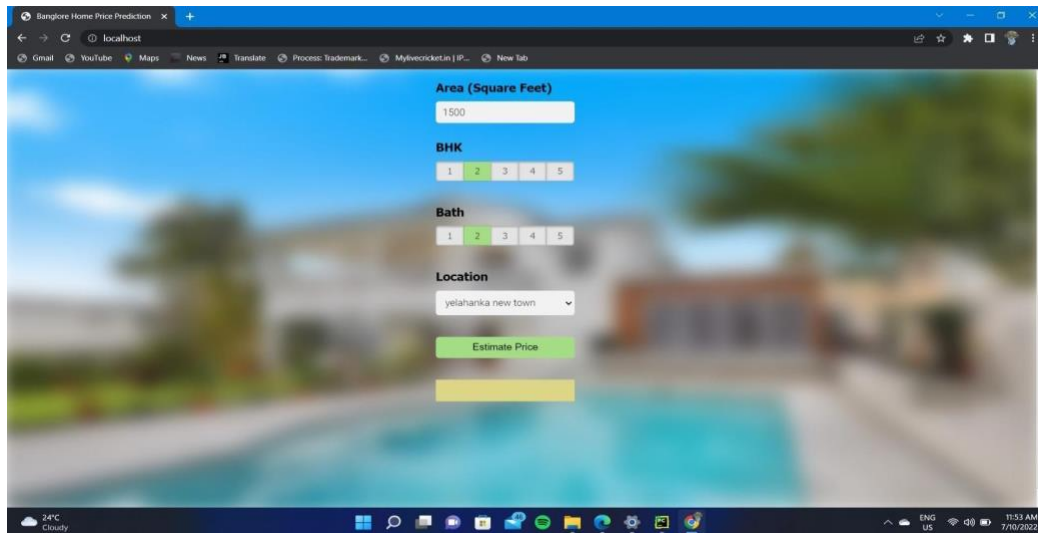 Banglore Home Price Prediction
localhost
Gmail YouTube Maps News Translate Process: Trademark... Mylivecricket.in | IP... New Tab
Area (Square Feet)
1500
BHK
1 2 3 4 5
Bath
1 2 3 4 5
Location
yelahanka new town
Estimate Price
24°C
Cloudy
ENG
US
11:53 AM
7/10/2022